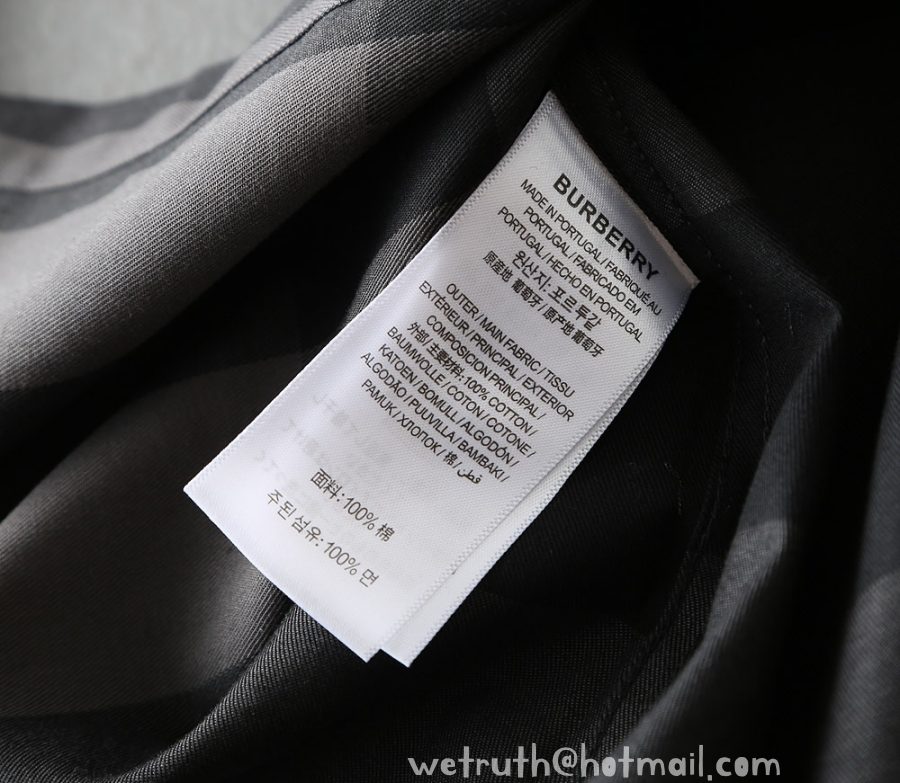 BURBERRY
MADE IN PORTUGAL / FABRIQUÉ AU
PORTUGAL / FABRICADO EM
PORTUGAL / HECHO EN PORTUGAL
원산지: 포르투갈
原産地 葡萄牙 / 原产地 葡萄牙
OUTER / MAIN FABRIC / TISSU
EXTÉRIEUR / PRINCIPAL / EXTERIOR
COMPOSICION PRINCIPAL /
外部 / 主要材料: 100% COTTON /
BAUMWOLLE / COTON / COTONE /
KATOEN / BOMULL / ALGODÓN /
ALGODÃO / PUUVILLA / BAMBAKI /
PAMUK / ХЛОПОК / 棉 / قطن
面料: 100% 棉
주된 섬유: 100% 면
wetruth@hotmail.com